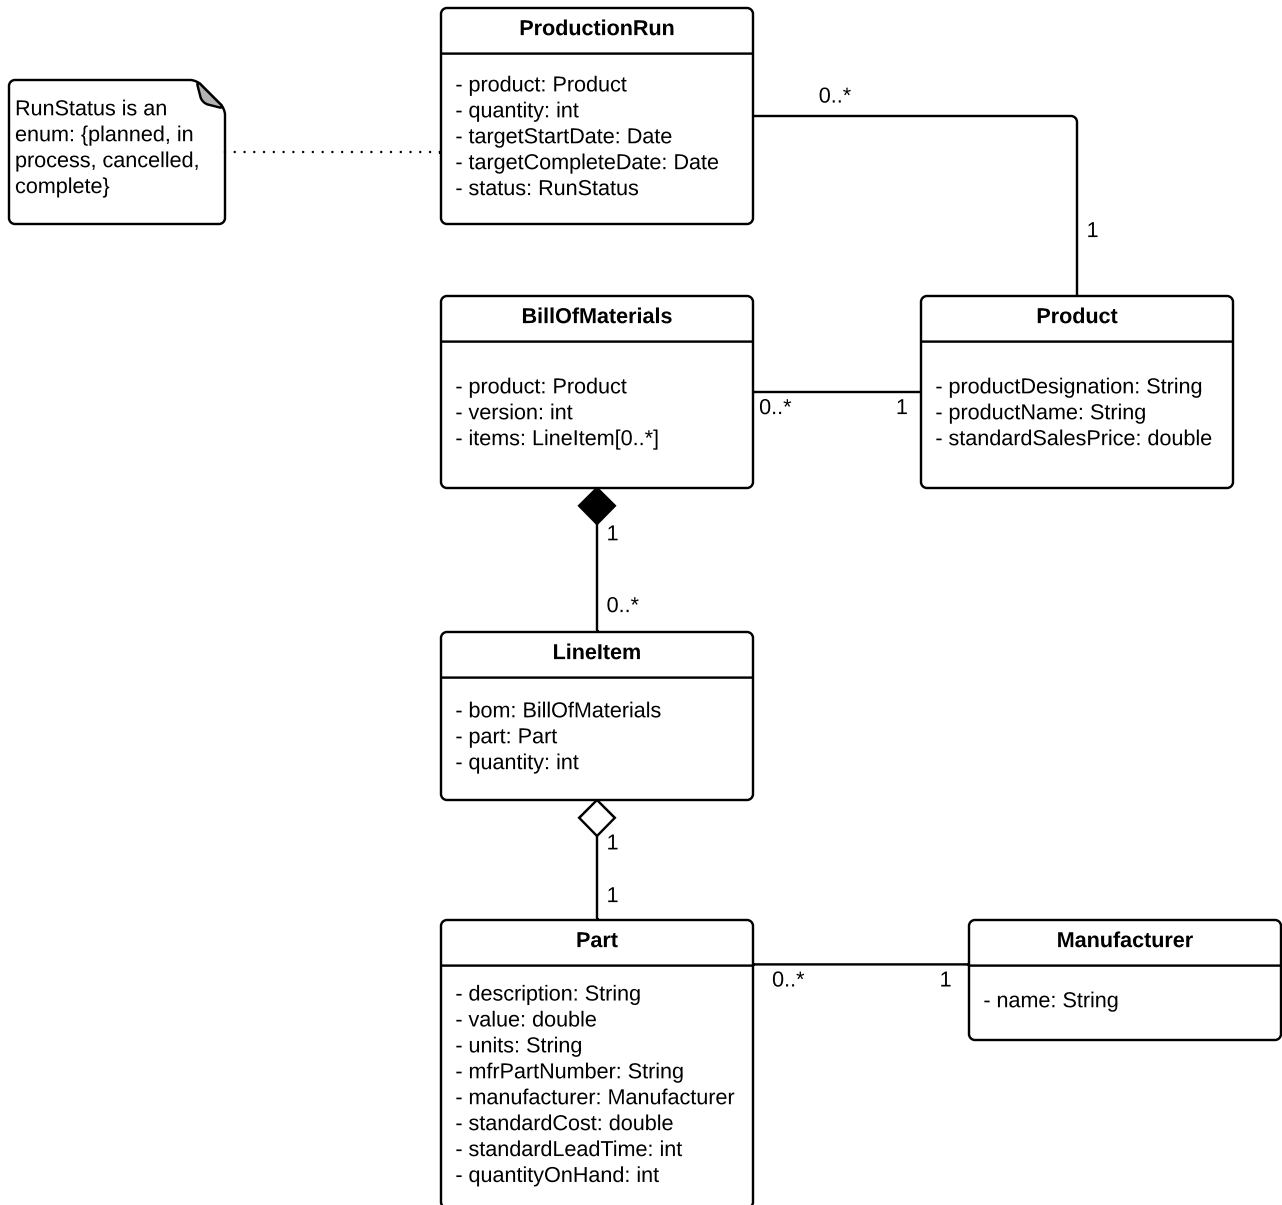 ProductionRun
- product: Product
- quantity: int
- targetStartDate: Date
- targetCompleteDate: Date
- status: RunStatus
RunStatus is an
enum: {planned, in
process, cancelled,
complete}
0..*
1
BillOfMaterials
- product: Product
- version: int
- items: LineItem[0..*]
0..*
1
Product
- productDesignation: String
- productName: String
- standardSalesPrice: double
1
0..*
LineItem
- bom: BillOfMaterials
- part: Part
- quantity: int
1
1
Part
- description: String
- value: double
- units: String
- mfrPartNumber: String
- manufacturer: Manufacturer
- standardCost: double
- standardLeadTime: int
- quantityOnHand: int
0..*
1
Manufacturer
- name: String